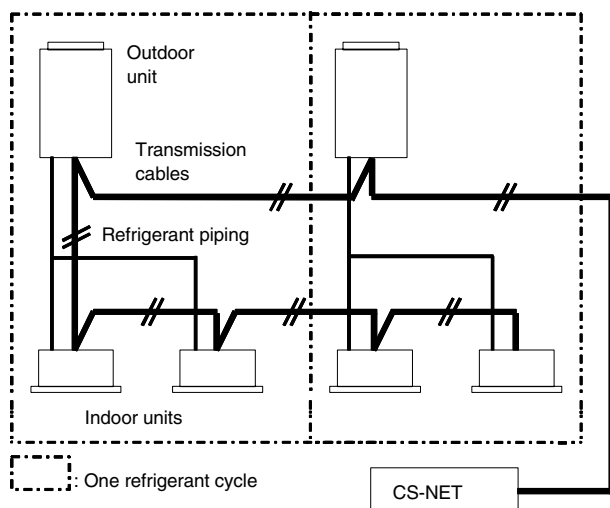 Outdoor
unit
Transmission
cables
Refrigerant piping
Indoor units
: One refrigerant cycle
CS-NET